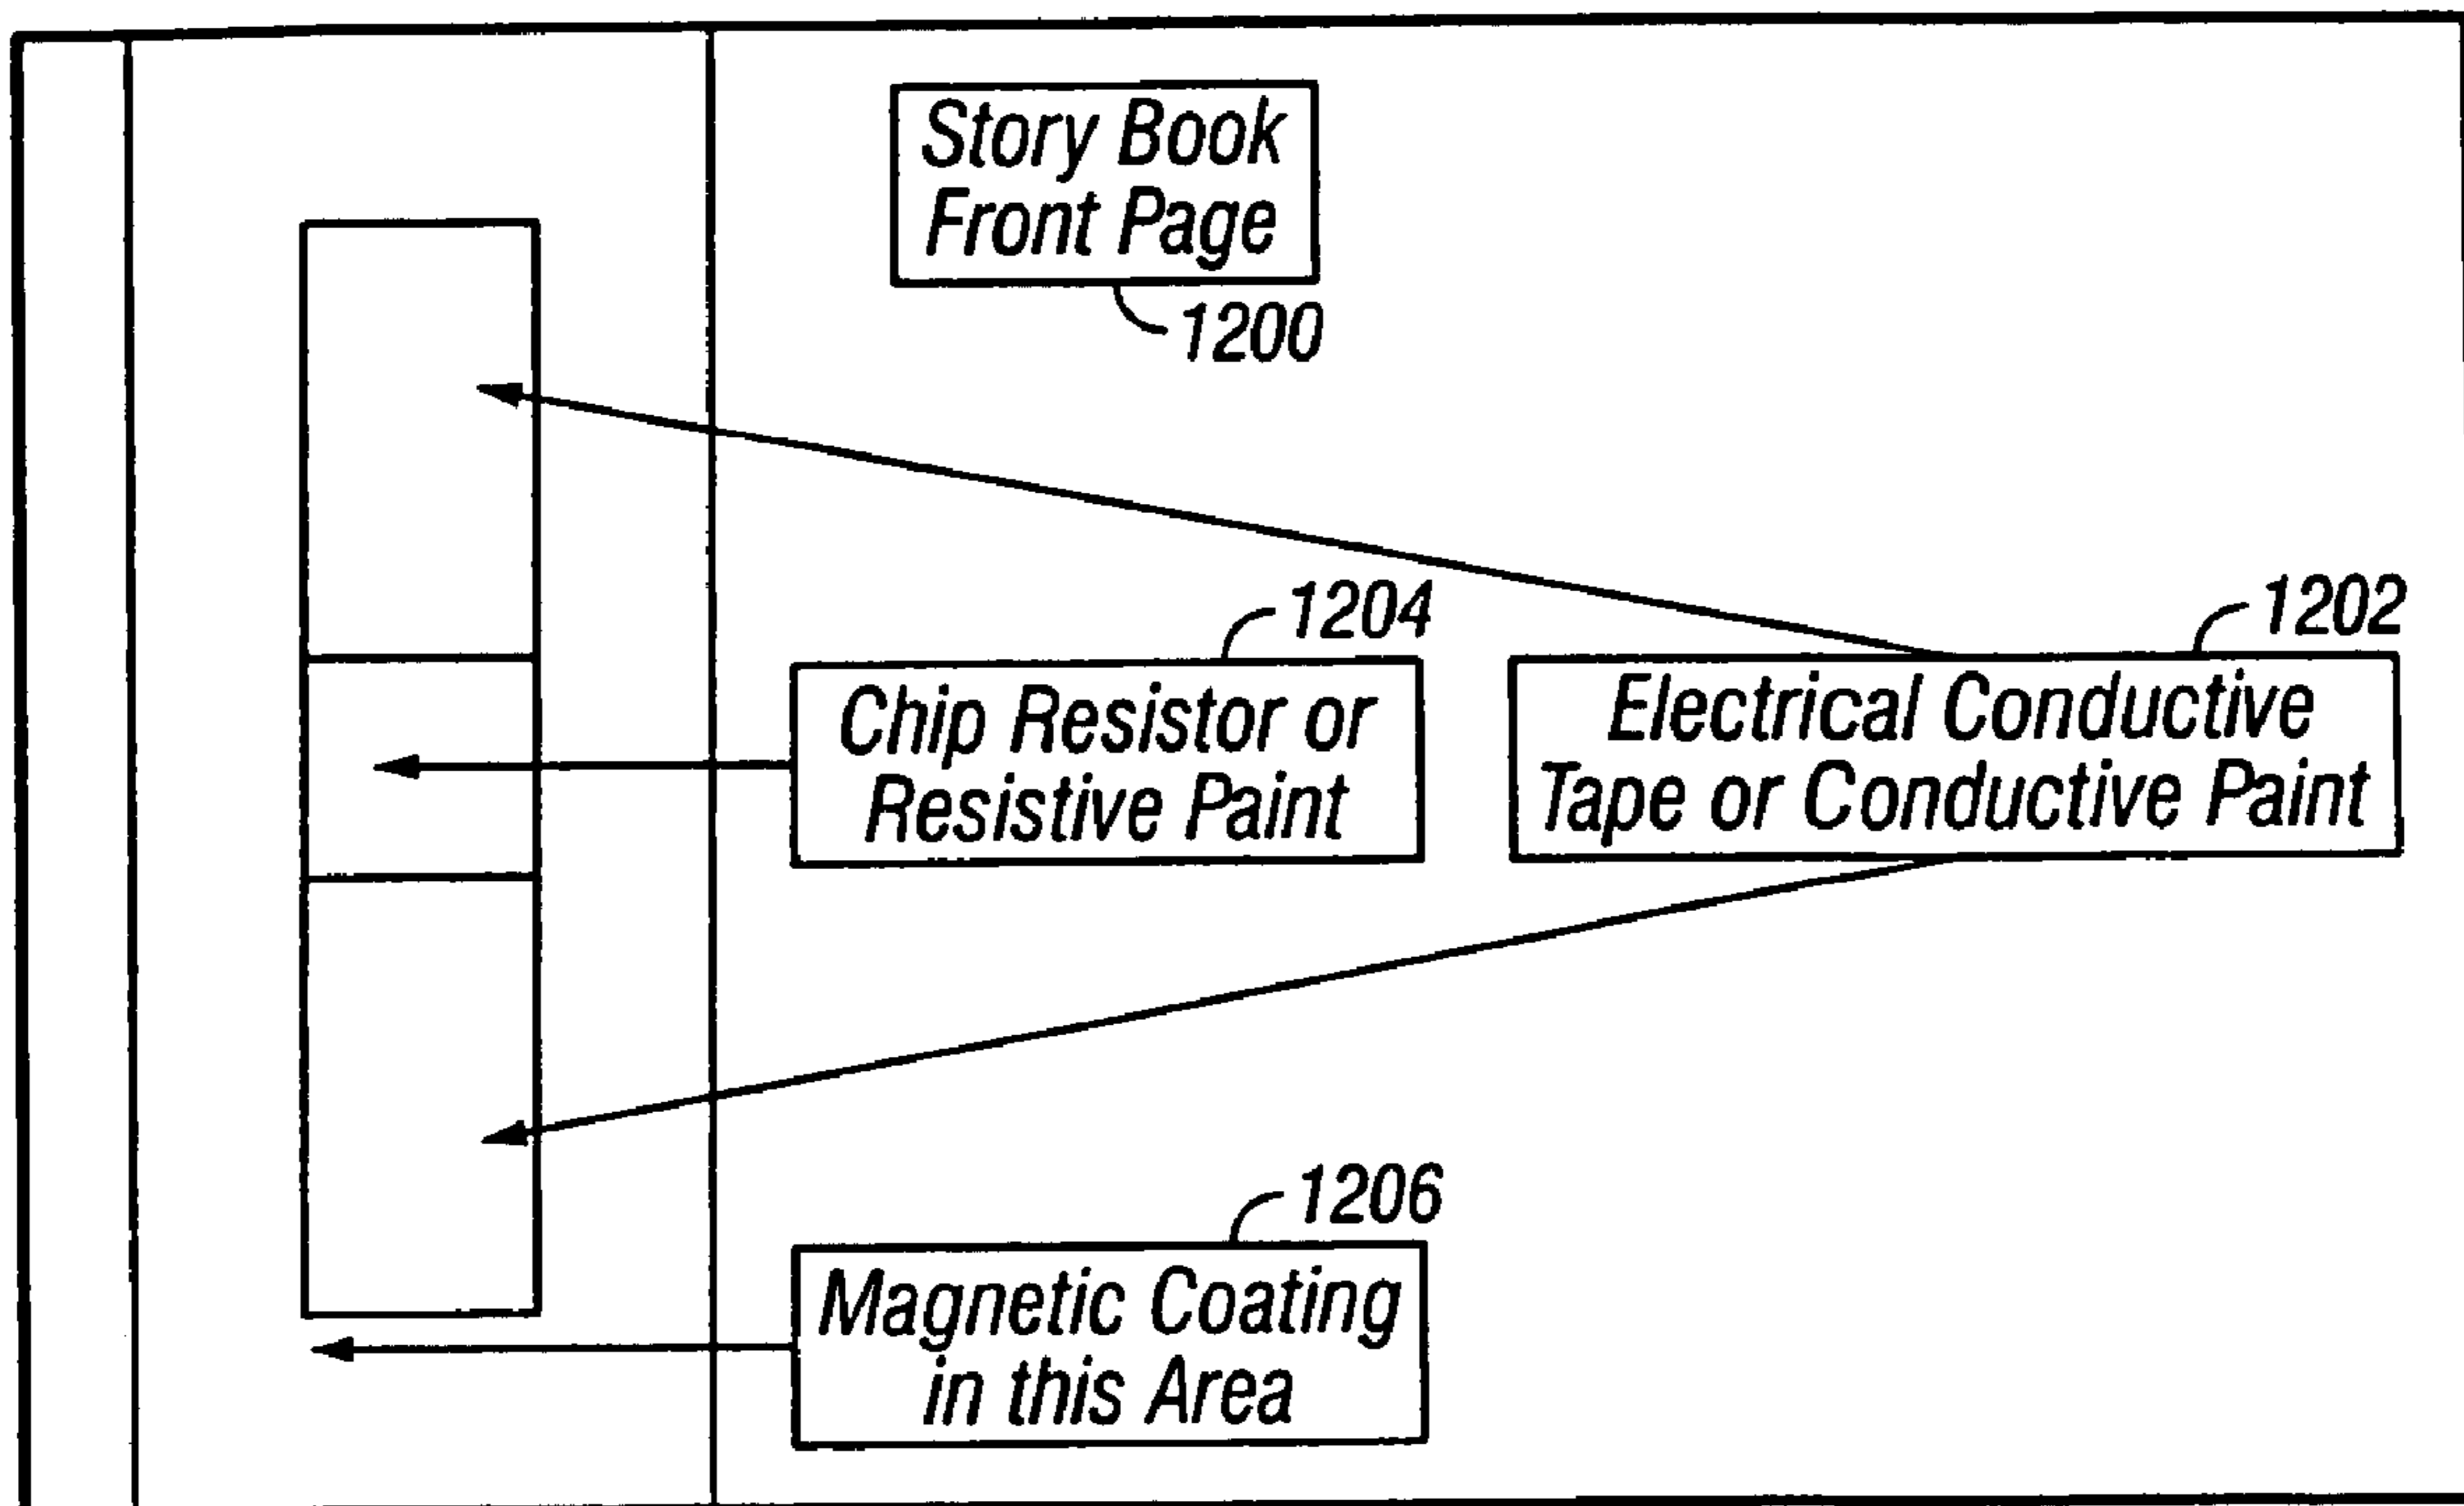 Story Book
Front Page
1200
1204
Chip Resistor or
Resistive Paint
1202
Electrical Conductive
Tape or Conductive Paint
1206
Magnetic Coating
in this Area